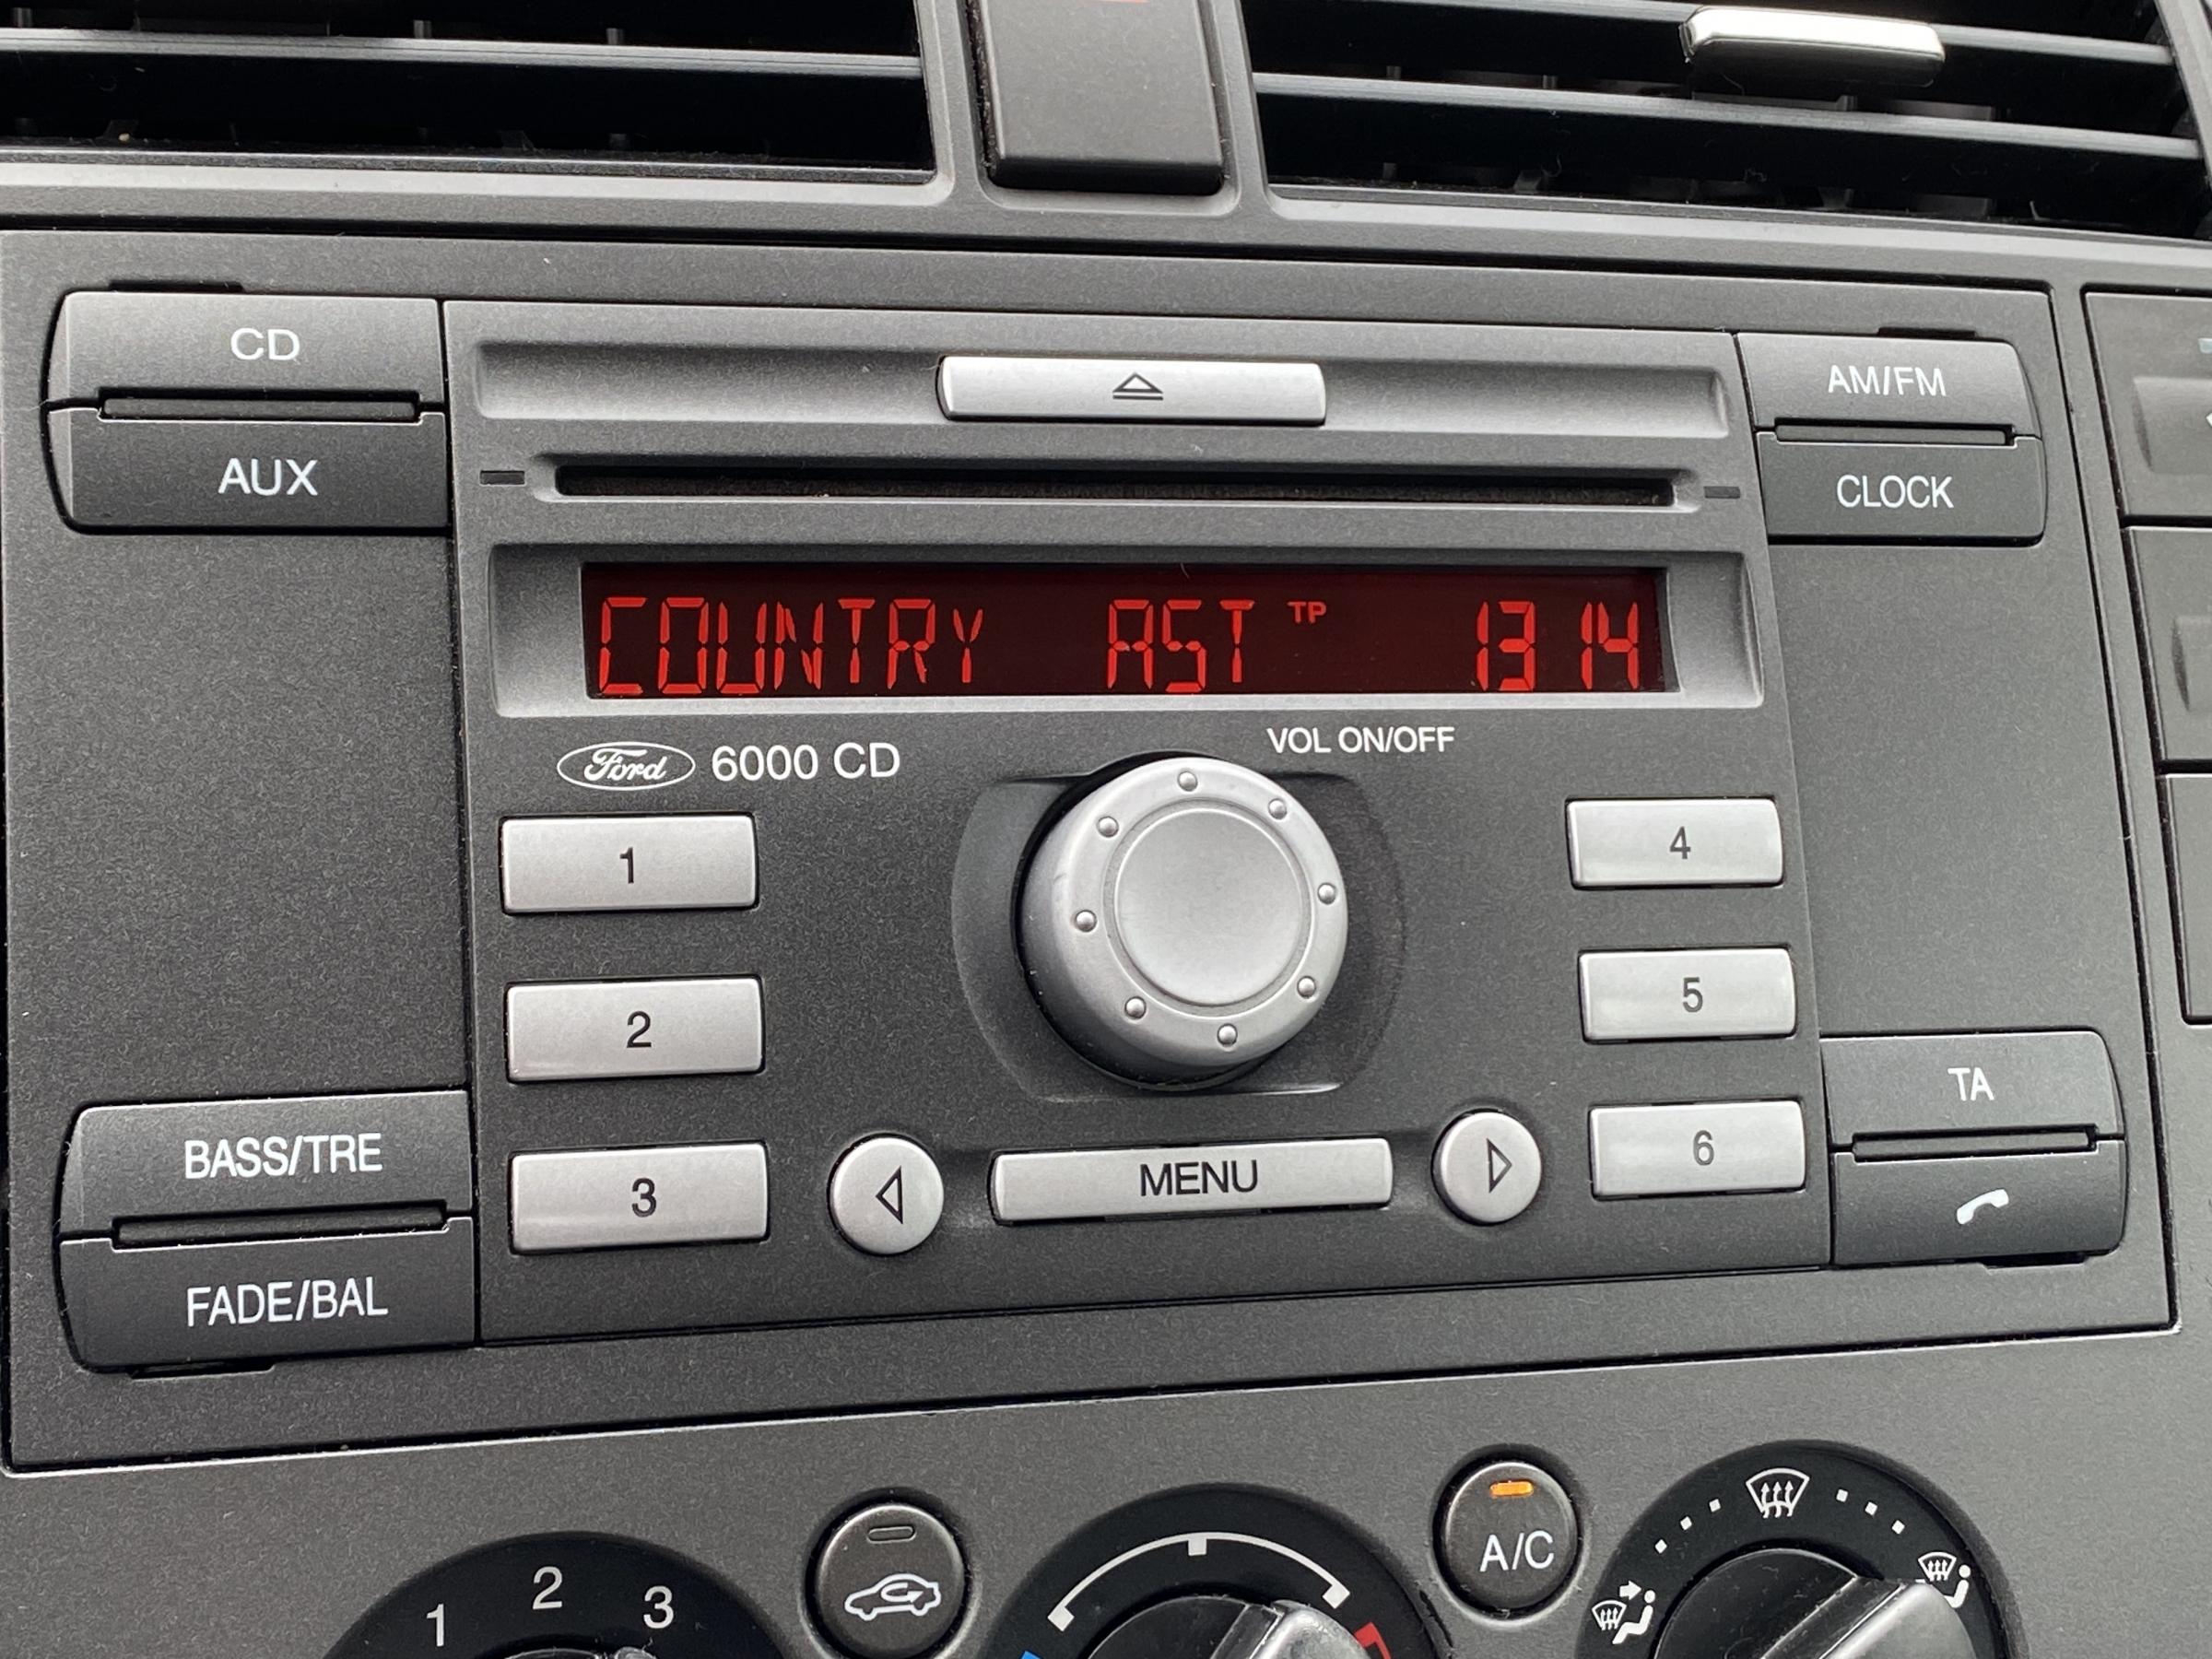 CD
AUX
AM/FM
CLOCK
COUNTRY AST TP 13 14
Ford 6000 CD
VOL ON/OFF
1
4
2
5
3
MENU
6
TA
BASS/TRE
FADE/BAL
A/C
1 2 3